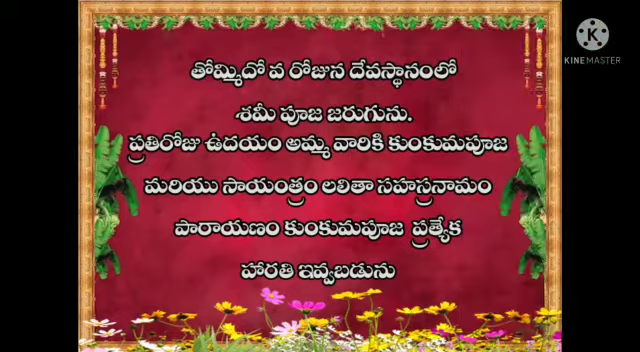 KINEMASTER
తొమ్మిదో వ రోజున దేవస్థానంలో
శమీ పూజ జరుగును.
ప్రతిరోజు ఉదయం అమ్మ వారికి కుంకుమపూజ
మరియు సాయంత్రం లలితా సహస్రనామం
పారాయణం కుంకుమపూజ ప్రత్యేక
హారతి ఇవ్వబడును